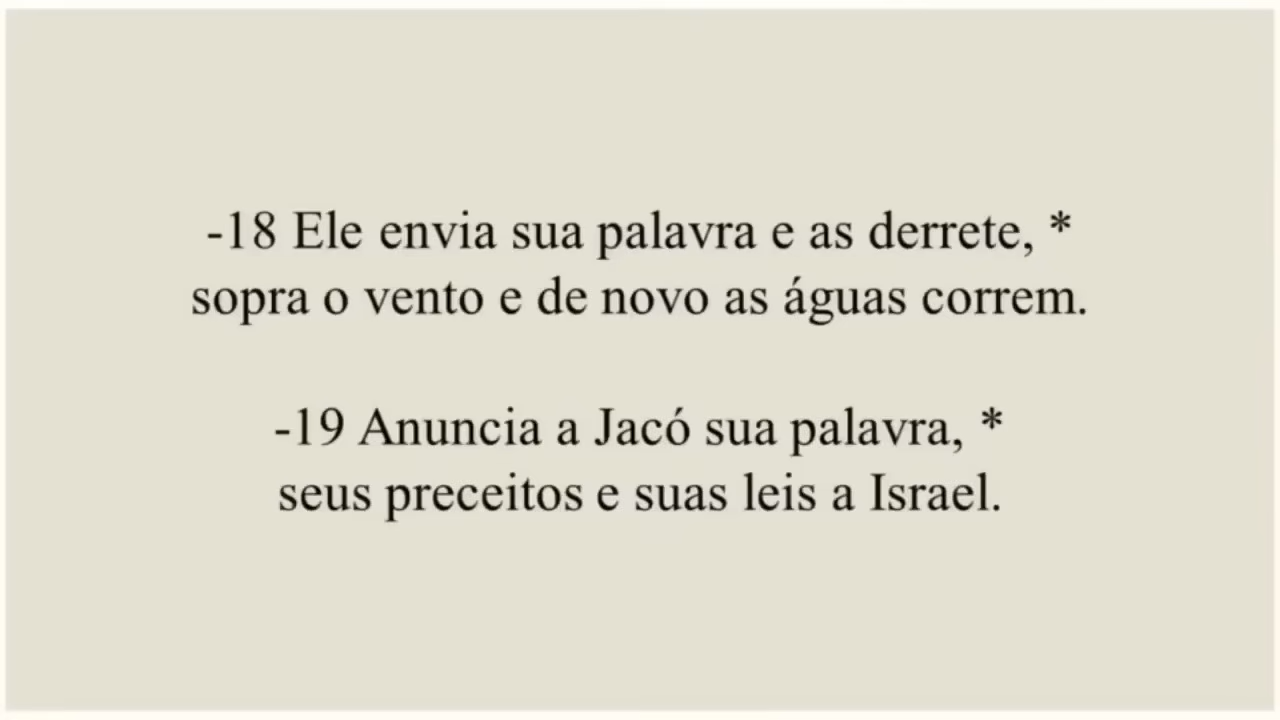 -18 Ele envia sua palavra e as derrete, *
sopra o vento e de novo as águas correm.
-19 Anuncia a Jacó sua palavra, *
seus preceitos e suas leis a Israel.